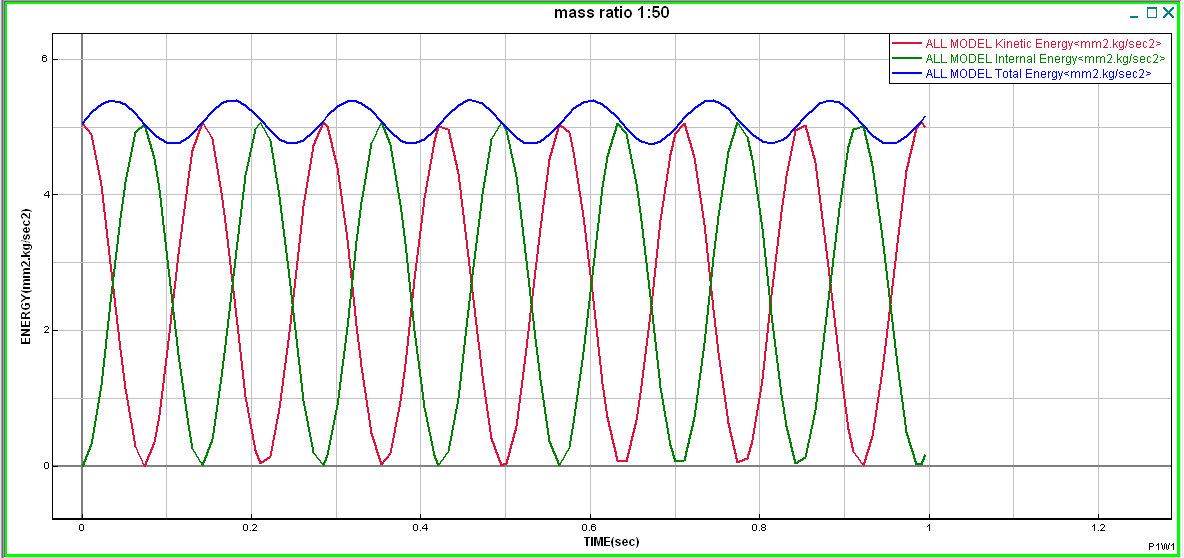 mass ratio 1:50
ALL MODEL Kinetic Energy<mm2.kg/sec2>
ALL MODEL Internal Energy<mm2.kg/sec2>
ALL MODEL Total Energy<mm2.kg/sec2>
ENERGY(mm2.kg/sec2)
6
4
2
0
0 0.2 0.4 0.6 0.8 1 1.2
TIME(sec)
P1W1